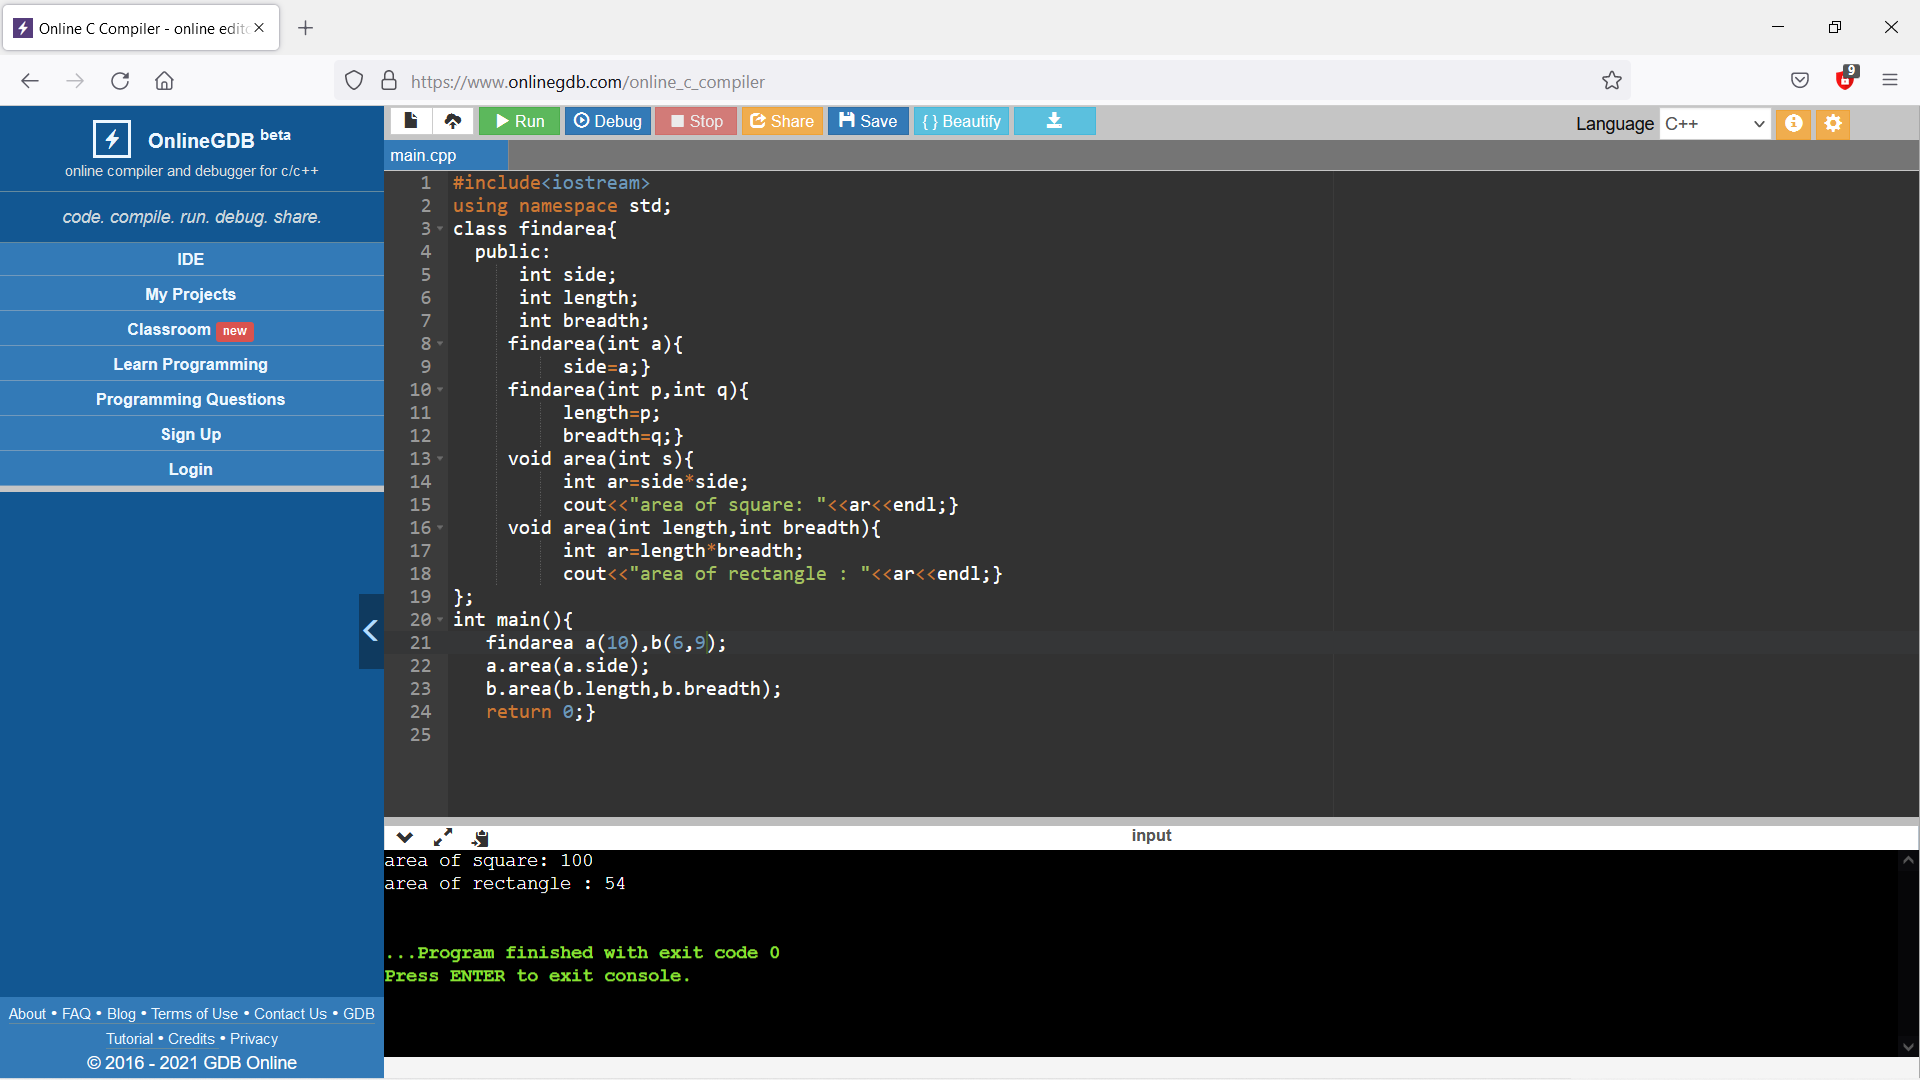 Online C Compiler - online edito
https://www.onlinegdb.com/online_c_compiler
9
OnlineGDB beta
online compiler and debugger for c/c++
code. compile. run. debug. share.
IDE
My Projects
Classroom new
Learn Programming
Programming Questions
Sign Up
Login
About • FAQ • Blog • Terms of Use • Contact Us • GDB
Tutorial • Credits • Privacy
© 2016 - 2021 GDB Online
Run Debug Stop Share Save { } Beautify
Language C++
main.cpp
1 #include<iostream>
2 using namespace std;
3 class findarea{
4 public:
5 int side;
6 int length;
7 int breadth;
8 findarea(int a){
9 side=a;}
10 findarea(int p,int q){
11 length=p;
12 breadth=q;}
13 void area(int s){
14 int ar=side*side;
15 cout<<"area of square: "<<ar<<endl;}
16 void area(int length,int breadth){
17 int ar=length*breadth;
18 cout<<"area of rectangle : "<<ar<<endl;}
19 };
20 int main(){
21 findarea a(10),b(6,9);
22 a.area(a.side);
23 b.area(b.length,b.breadth);
24 return 0;}
25
input
area of square: 100
area of rectangle : 54
...Program finished with exit code 0
Press ENTER to exit console.